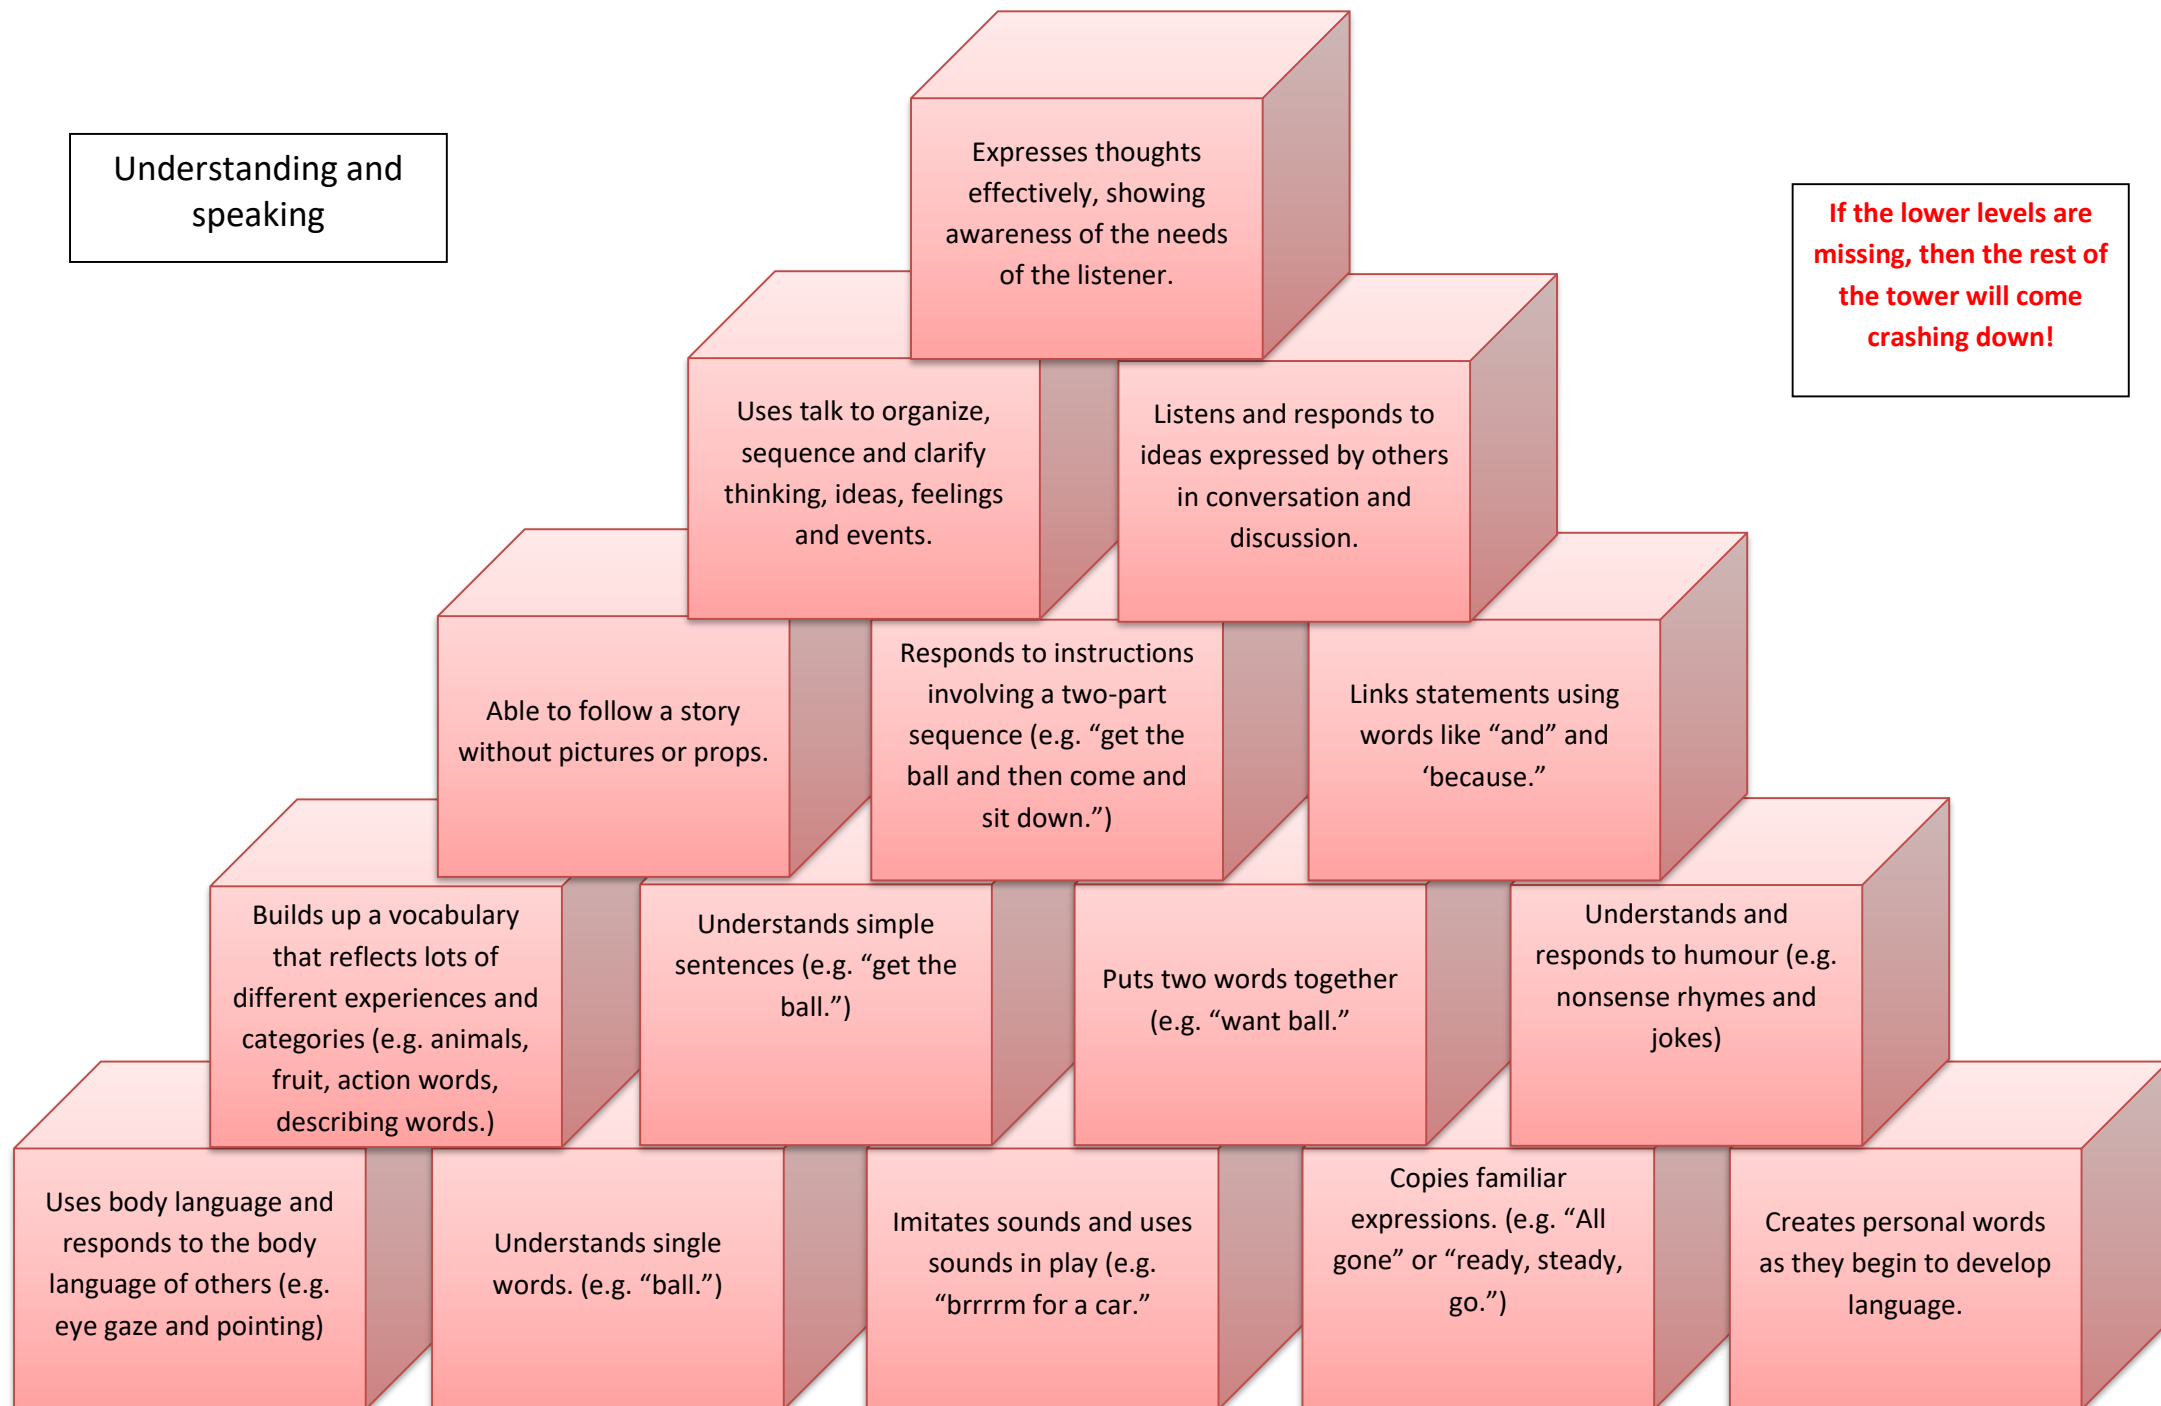 Understanding and
speaking
If the lower levels are
missing, then the rest of
the tower will come
crashing down!
Expresses thoughts
effectively, showing
awareness of the needs
of the listener.
Uses talk to organize,
sequence and clarify
thinking, ideas, feelings
and events.
Listens and responds to
ideas expressed by others
in conversation and
discussion.
Able to follow a story
without pictures or props.
Responds to instructions
involving a two-part
sequence (e.g. “get the
ball and then come and
sit down.”)
Links statements using
words like “and” and
‘because.”
Builds up a vocabulary
that reflects lots of
different experiences and
categories (e.g. animals,
fruit, action words,
describing words.)
Understands simple
sentences (e.g. “get the
ball.”)
Puts two words together
(e.g. “want ball.”
Understands and
responds to humour (e.g.
nonsense rhymes and
jokes)
Uses body language and
responds to the body
language of others (e.g.
eye gaze and pointing)
Understands single
words. (e.g. “ball.”)
Imitates sounds and uses
sounds in play (e.g.
“brrrrm for a car.”
Copies familiar
expressions. (e.g. “All
gone” or “ready, steady,
go.”)
Creates personal words
as they begin to develop
language.